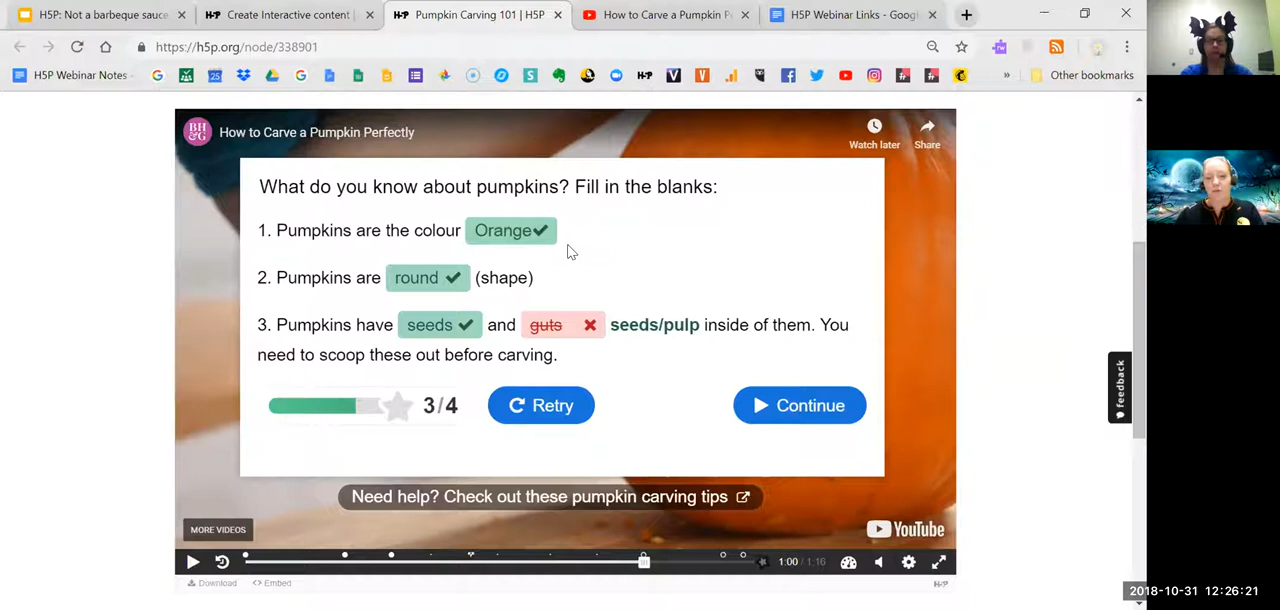 Not a barbeque sauce
H-P Create Interactive content
H-P Pumpkin Carving 101 | H5P
How to Carve a Pumpkin P
H5P Webinar Links - Goog
https://h5p.org/node/338901
H5P Webinar Notes
Other bookmarks
BH&G How to Carve a Pumpkin Perfectly
Watch later Share
What do you know about pumpkins? Fill in the blanks:
1. Pumpkins are the colour Orange
2. Pumpkins are round (shape)
3. Pumpkins have seeds and guts seeds/pulp inside of them. You
need to scoop these out before carving.
3/4 Retry Continue
feedback
Need help? Check out these pumpkin carving tips
MORE VIDEOS
YouTube
1:00 / 1:16
Download <> Embed H-P
2018-10-31 12:26:21